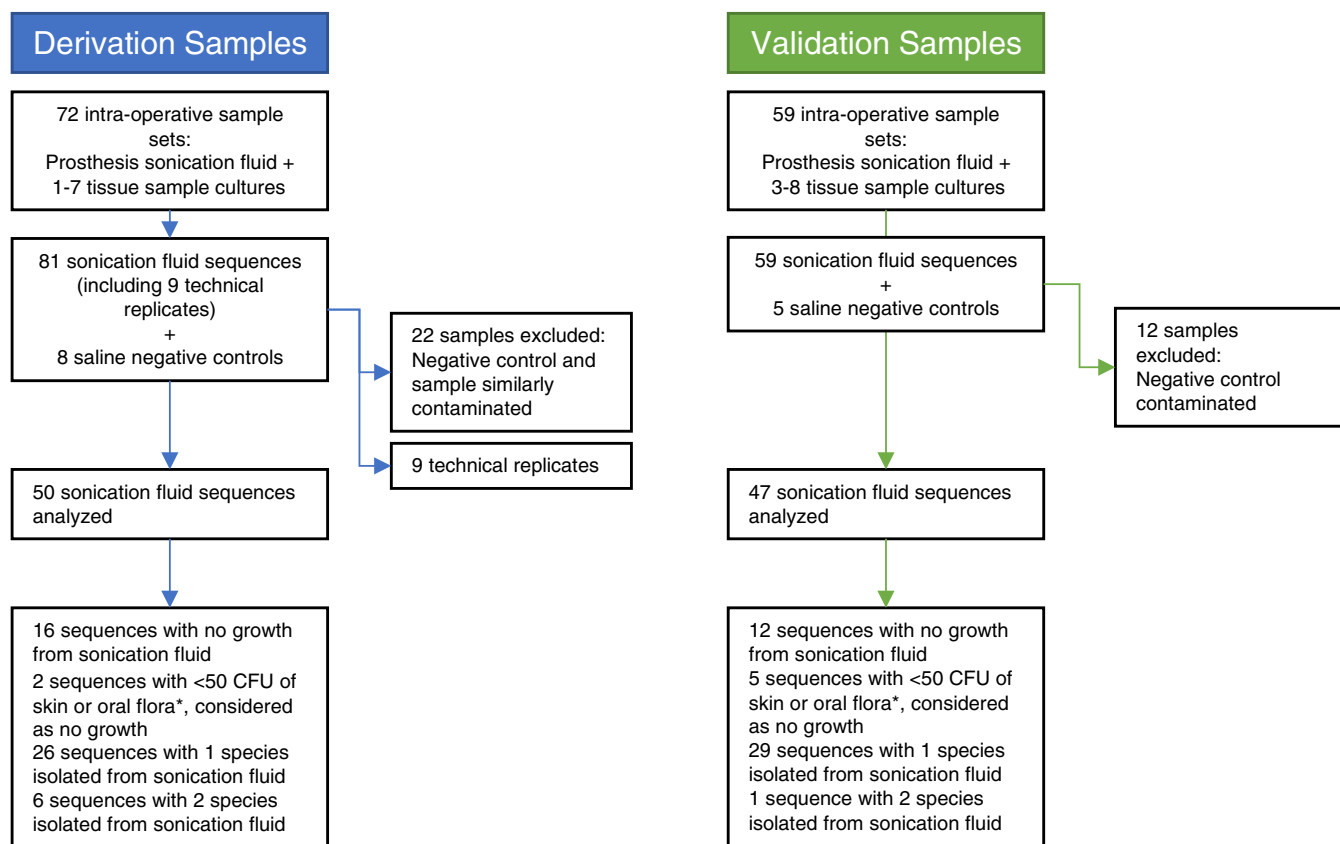 Derivation Samples
72 intra-operative sample
sets:
Prosthesis sonication fluid +
1-7 tissue sample cultures
81 sonication fluid sequences
(including 9 technical
replicates)
+
8 saline negative controls
22 samples excluded:
Negative control and
sample similarly
contaminated
9 technical replicates
50 sonication fluid sequences
analyzed
16 sequences with no growth
from sonication fluid
2 sequences with <50 CFU of
skin or oral flora*, considered
as no growth
26 sequences with 1 species
isolated from sonication fluid
6 sequences with 2 species
isolated from sonication fluid
Validation Samples
59 intra-operative sample
sets:
Prosthesis sonication fluid +
3-8 tissue sample cultures
59 sonication fluid sequences
+
5 saline negative controls
12 samples
excluded:
Negative control
contaminated
47 sonication fluid sequences
analyzed
12 sequences with no growth
from sonication fluid
5 sequences with <50 CFU of
skin or oral flora*, considered
as no growth
29 sequences with 1 species
isolated from sonication fluid
1 sequence with 2 species
isolated from sonication fluid